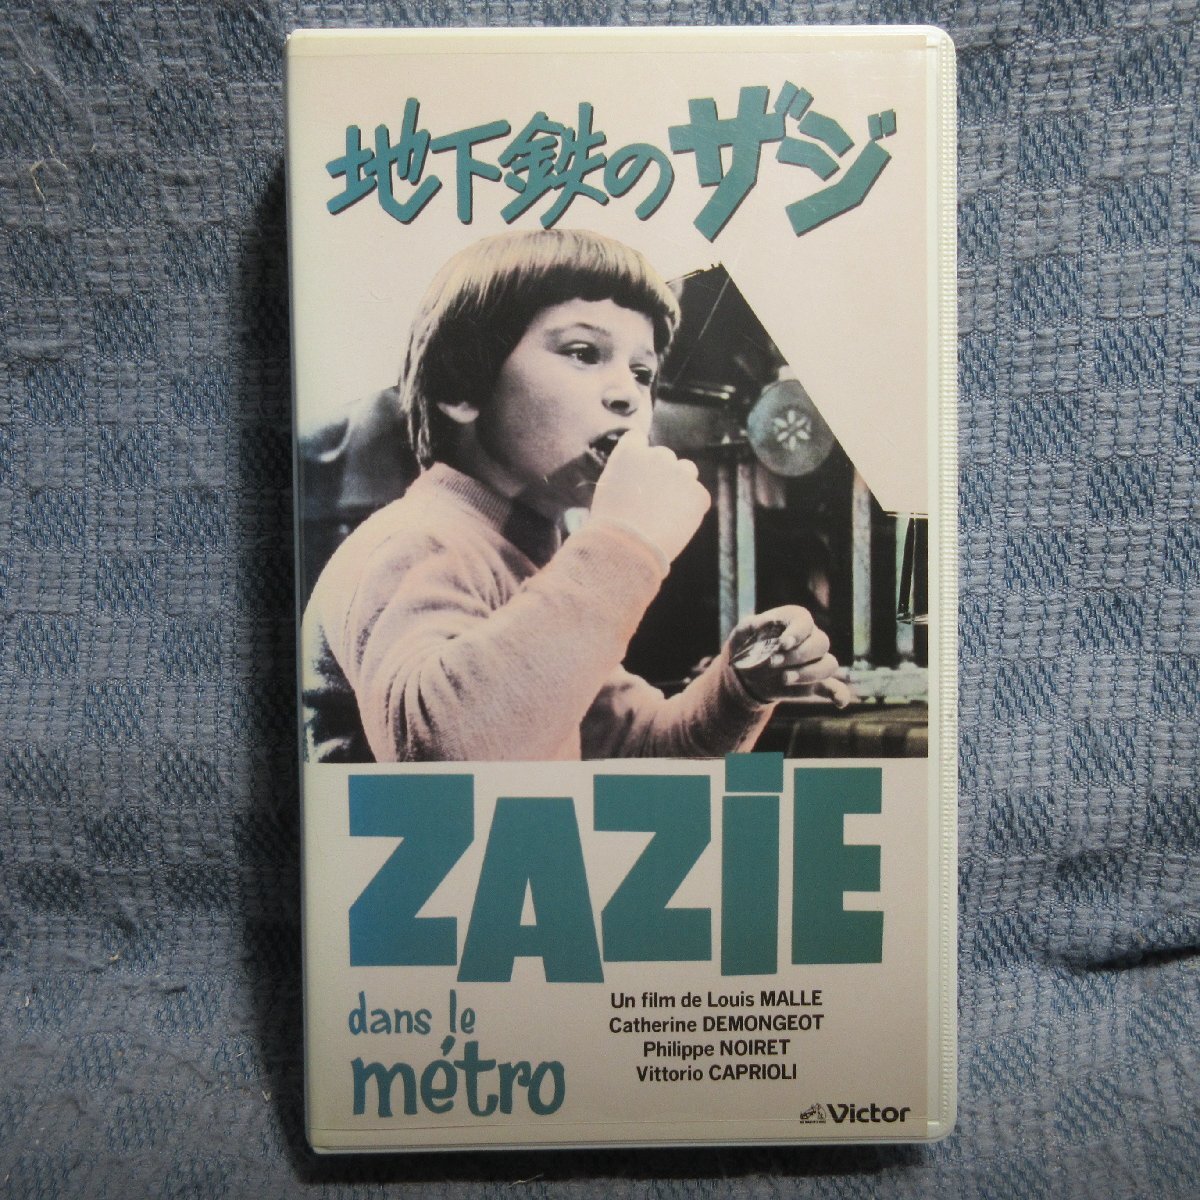 地下鉄のザジ
ZAZiE
dans le
métro
Un film de Louis MALLE
Catherine DEMONGEOT
Philippe NOIRET
Vittorio CAPRIOLI
Victor